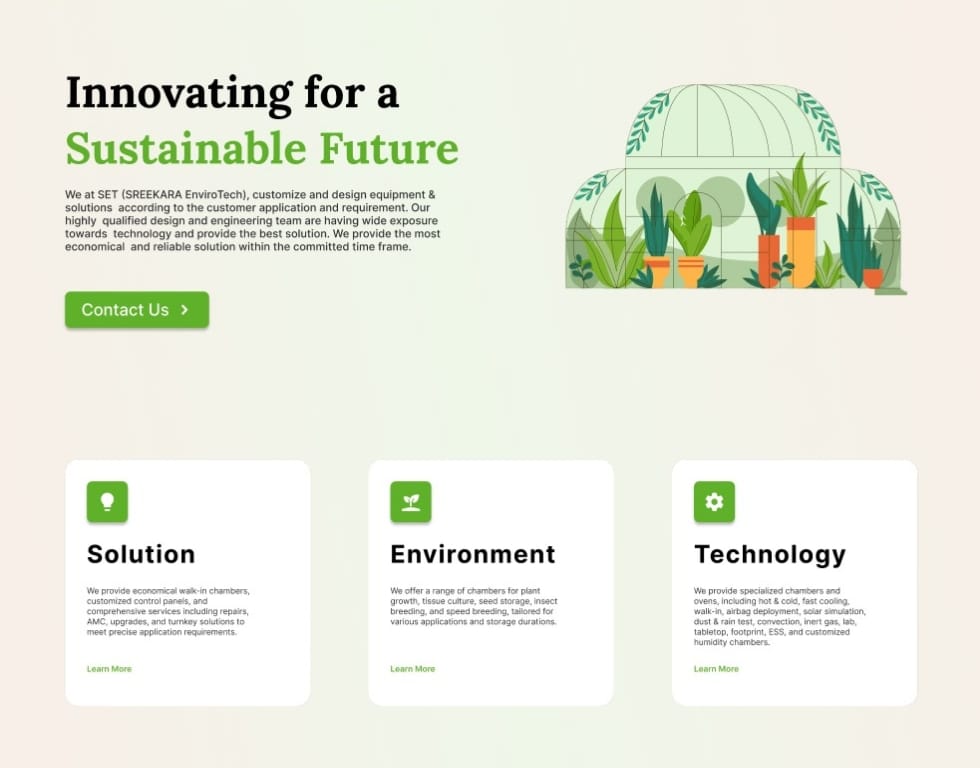 Innovating for a
Sustainable Future
We at SET (SREEKARA EnviroTech), customize and design equipment &
solutions according to the customer application and requirement. Our
highly qualified design and engineering team are having wide exposure
towards technology and provide the best solution. We provide the most
economical and reliable solution within the committed time frame.
Contact Us
Solution
We provide economical walk-in chambers,
customized control panels, and
comprehensive services including repairs,
AMC, upgrades, and turnkey solutions to
meet precise application requirements.
Learn More
Environment
We offer a range of chambers for plant
growth, tissue culture, seed storage, insect
breeding, and speed breeding, tailored for
various applications and storage durations.
Learn More
Technology
We provide specialized chambers and
ovens, including hot & cold, fast cooling,
walk-in, airbag deployment, solar simulation,
dust & rain test, convection, inert gas, lab,
tabletop, footprint, ESS, and customized
humidity chambers.
Learn More